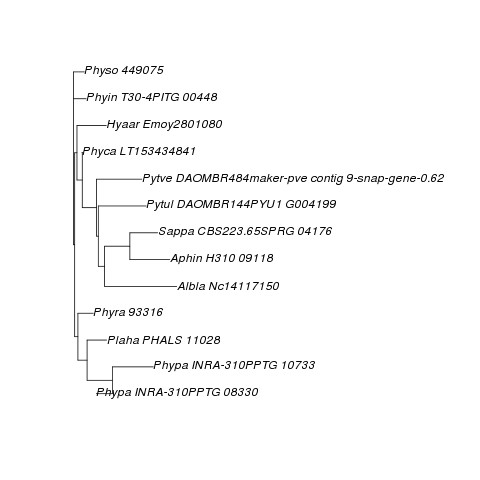 Physo 449075
Phyin T30-4PITG 00448
Hyaar Emoy2801080
Phyca LT153434841
Pytve DAOMBR484maker-pve contig 9-snap-gene-0.62
Pytul DAOMBR144PYU1 G004199
Sappa CBS223.65SPRG 04176
Aphin H310 09118
Albla Nc14117150
Phyra 93316
Plaha PHALS 11028
Phypa INRA-310PPTG 10733
Phypa INRA-310PPTG 08330